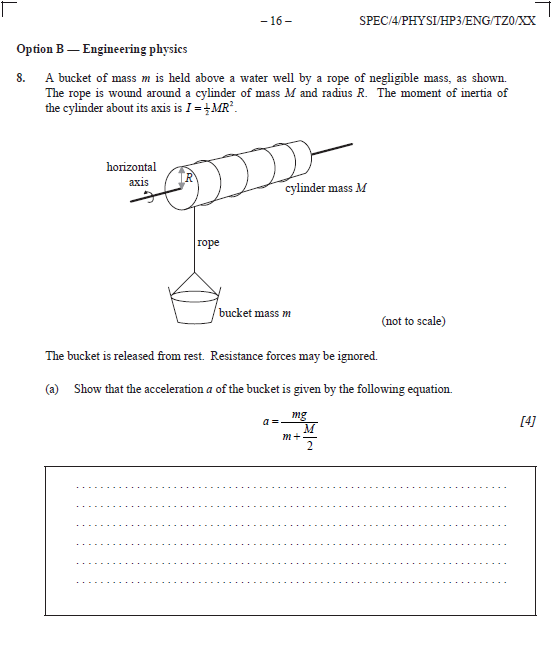 – 16 –
SPEC/4/PHYSI/HP3/ENG/TZ0/XX
Option B — Engineering physics
8. A bucket of mass m is held above a water well by a rope of negligible mass, as shown.
The rope is wound around a cylinder of mass M and radius R. The moment of inertia of
the cylinder about its axis is I = ½MR².
horizontal
axis
R
cylinder mass M
rope
bucket mass m
(not to scale)
The bucket is released from rest. Resistance forces may be ignored.
(a) Show that the acceleration a of the bucket is given by the following equation.
a = mg / (m + M/2)
[4]